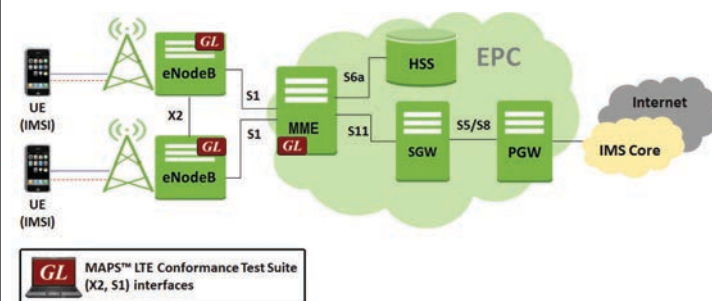 GL
eNodeB
UE
(IMSI)
X2
S1
S1
GL
eNodeB
UE
(IMSI)
MME
GL
S6a
HSS
EPC
S11
SGW
S5/S8
PGW
Internet
IMS Core
GL
MAPS™ LTE Conformance Test Suite
(X2, S1) interfaces